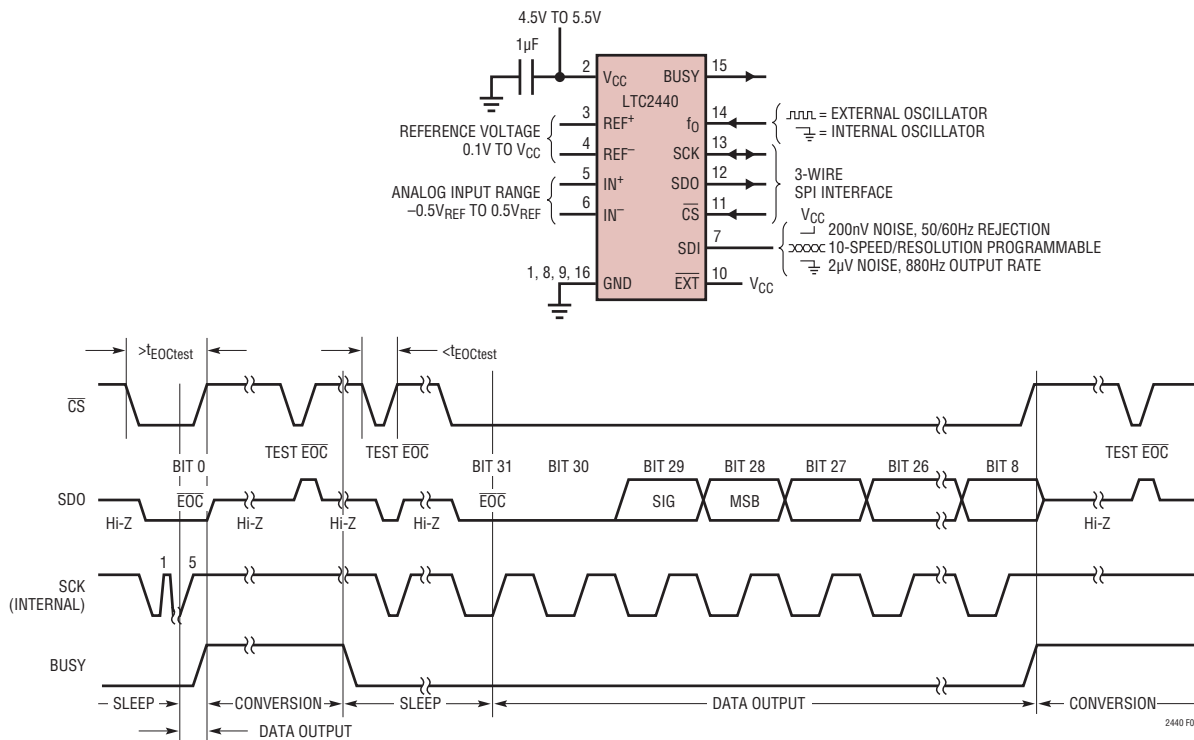 4.5V TO 5.5V
1µF
2
VCC
BUSY
15
LTC2440
REFERENCE VOLTAGE
0.1V TO VCC
3
REF+
4
REF–
fO
14
= EXTERNAL OSCILLATOR
= INTERNAL OSCILLATOR
ANALOG INPUT RANGE
–0.5VREF TO 0.5VREF
5
IN+
6
IN–
SCK
13
SDO
12
CS
11
3-WIRE
SPI INTERFACE
SDI
7
VCC
200nV NOISE, 50/60Hz REJECTION
10-SPEED/RESOLUTION PROGRAMMABLE
2µV NOISE, 880Hz OUTPUT RATE
1, 8, 9, 16
GND
EXT
10
VCC
>tEOCtest
<tEOCtest
CS
TEST EOC
TEST EOC
TEST EOC
BIT 0
BIT 31
BIT 30
BIT 29
BIT 28
BIT 27
BIT 26
BIT 8
SDO
EOC
EOC
SIG
MSB
Hi-Z
Hi-Z
Hi-Z
Hi-Z
Hi-Z
1
5
SCK
(INTERNAL)
BUSY
SLEEP
CONVERSION
SLEEP
DATA OUTPUT
CONVERSION
DATA OUTPUT
2440 F0